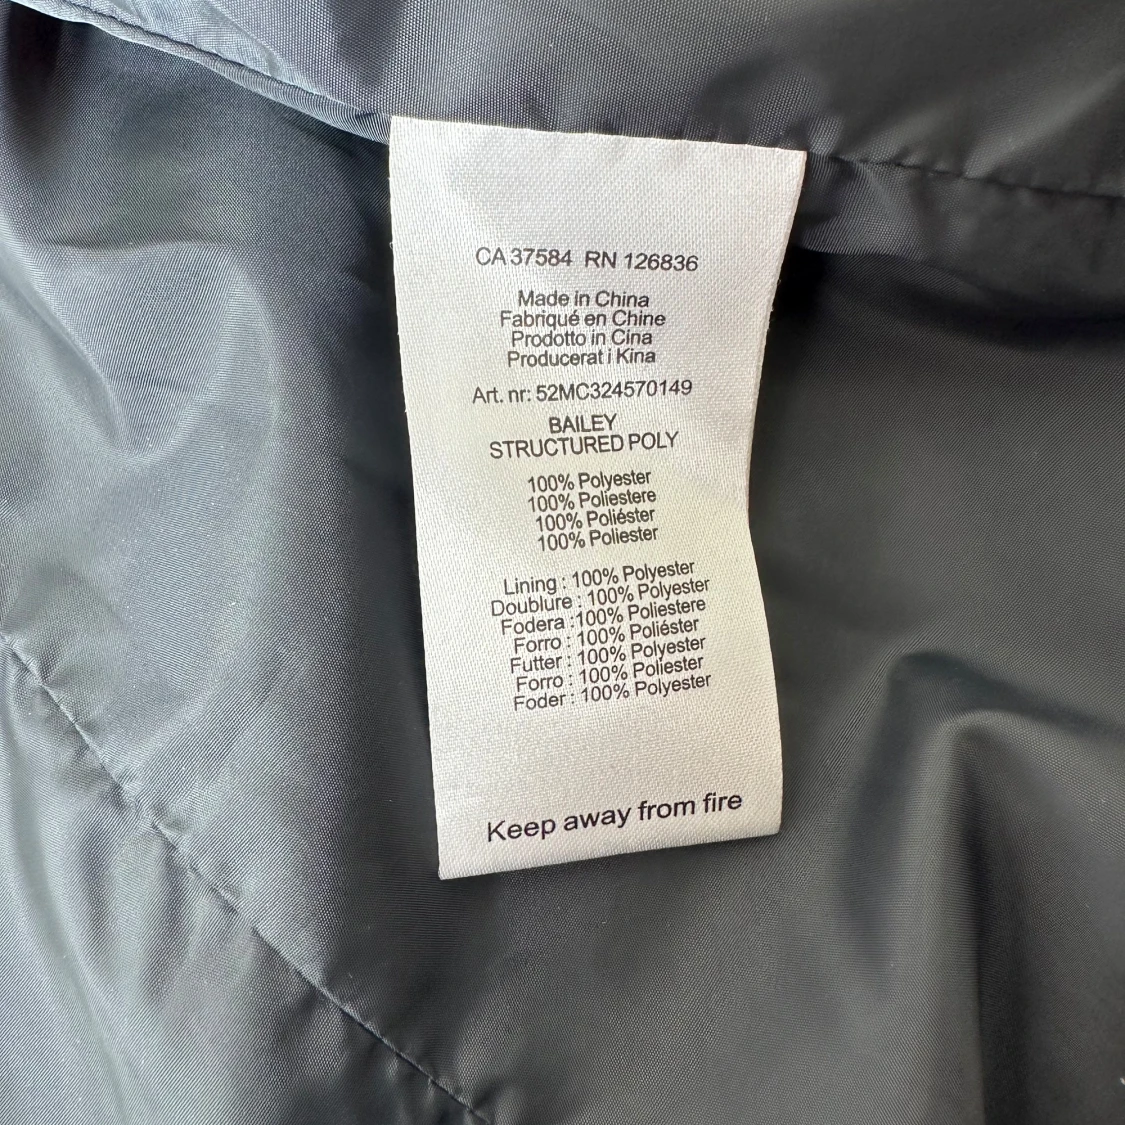 CA 37584 RN 126836
Made in China
Fabriqué en Chine
Prodotto in Cina
Producerat i Kina
Art. nr: 52MC324570149
BAILEY
STRUCTURED POLY
100% Polyester
100% Poliestere
100% Poliéster
100% Poliester
Lining : 100% Polyester
Doublure : 100% Polyester
Fodera :100% Poliestere
Forro : 100% Poliéster
Futter : 100% Polyester
Forro : 100% Poliester
Foder : 100% Polyester
Keep away from fire